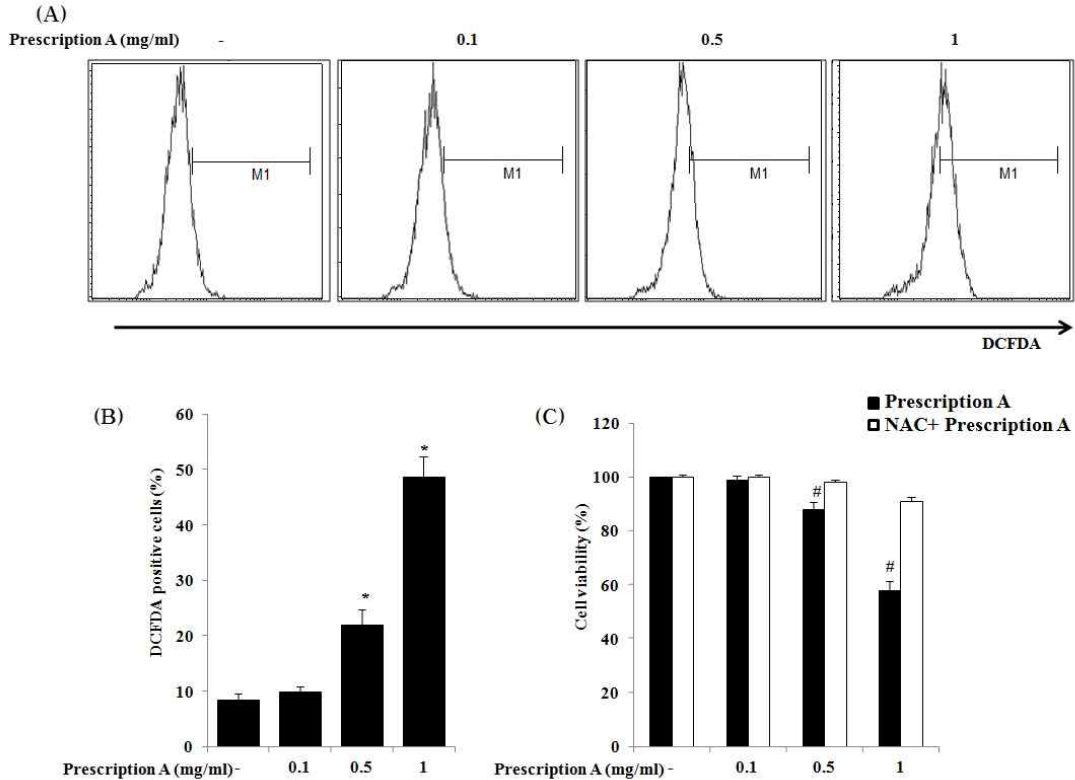 (A)
Prescription A (mg/ml) - 0.1 0.5 1
M1 M1 M1 M1
DCFDA
(B)
DCFDA positive cells (%)
60
50
40
30
20
10
0
*
*
Prescription A (mg/ml) - 0.1 0.5 1
(C)
Prescription A
NAC+ Prescription A
Cell viability (%)
120
100
80
60
40
20
0
#
#
Prescription A (mg/ml) - 0.1 0.5 1